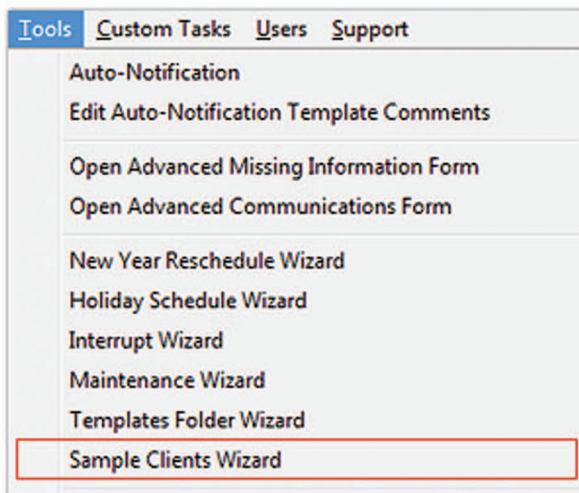 Tools Custom Tasks Users Support
Auto-Notification
Edit Auto-Notification Template Comments
Open Advanced Missing Information Form
Open Advanced Communications Form
New Year Reschedule Wizard
Holiday Schedule Wizard
Interrupt Wizard
Maintenance Wizard
Templates Folder Wizard
Sample Clients Wizard